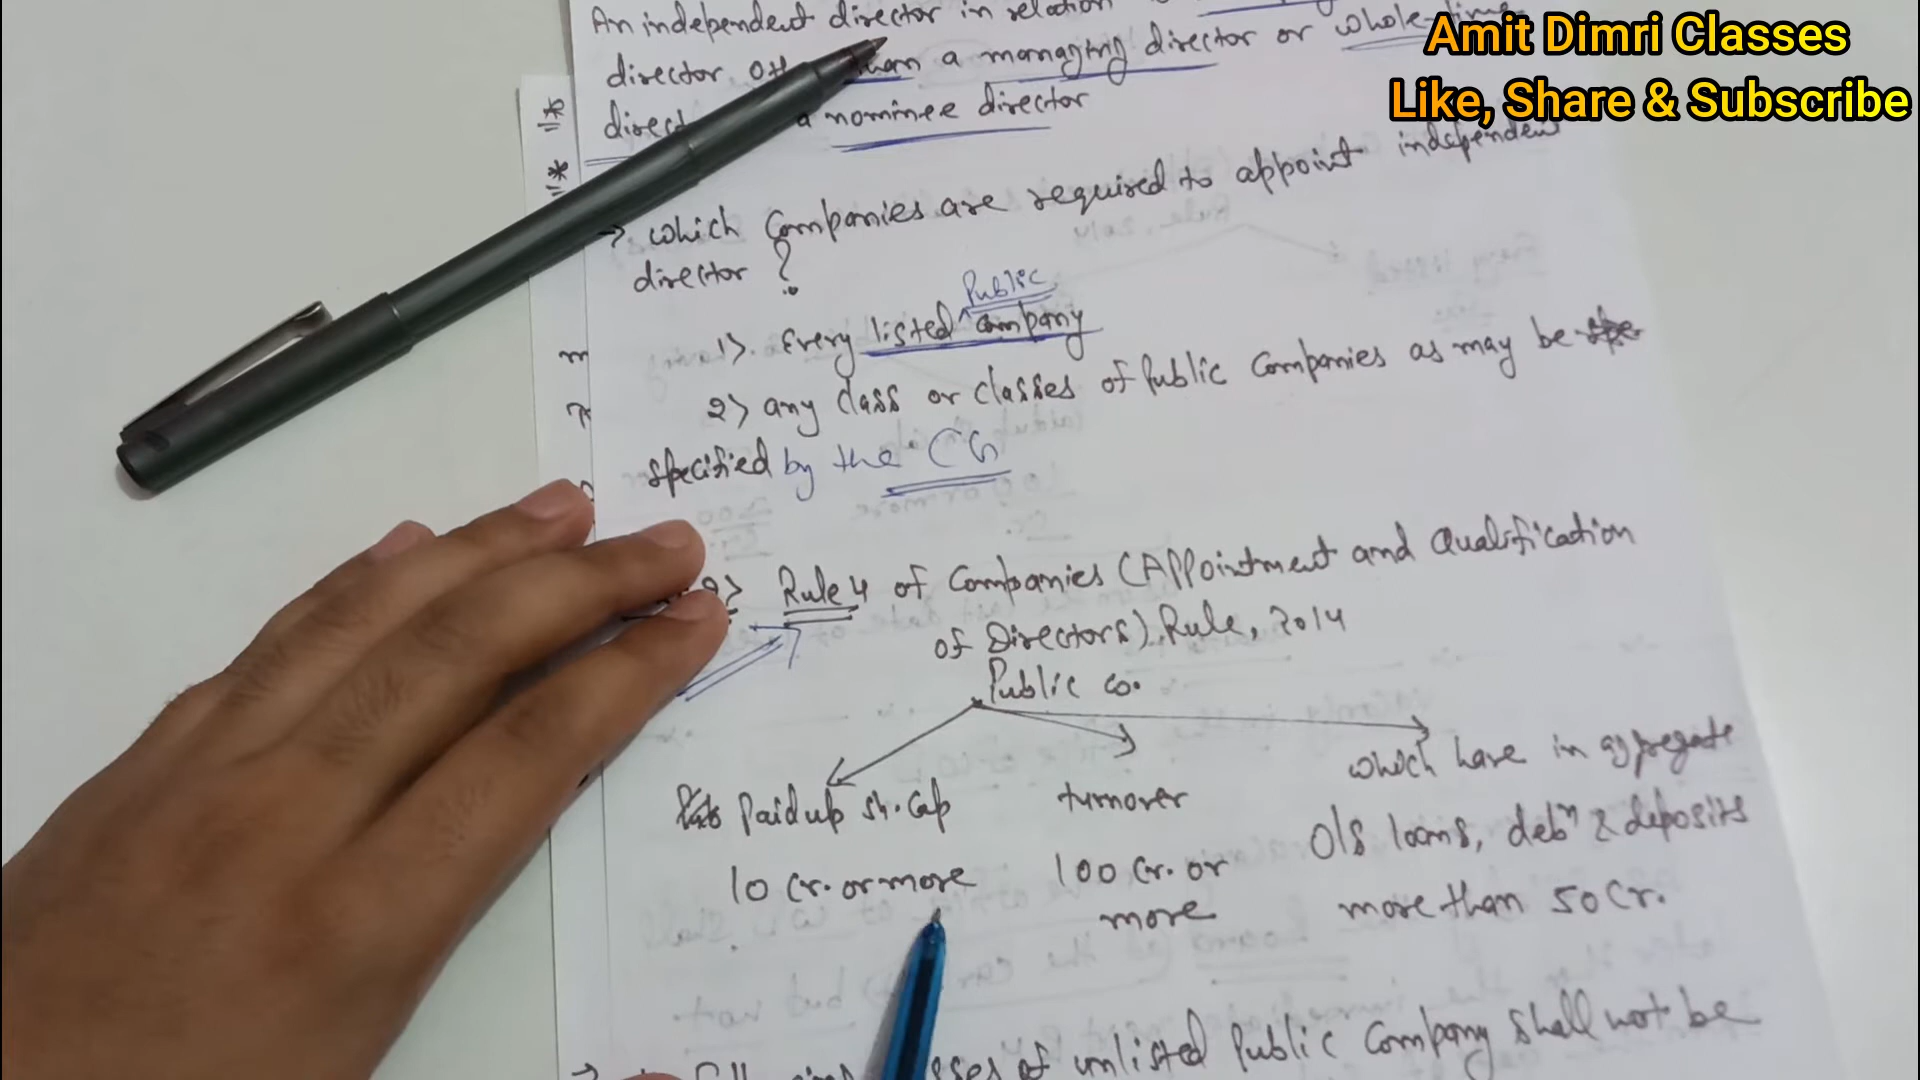 Amit Dimri Classes
Like, Share & Subscribe
An independent director in relation
director, than a managing director or whole-time
a nominee director
→ which Companies are required to appoint independent
director ?
1) Every listed ^Public company
2) any class or classes of Public Companies as may be
specified by the CG
2) Rule 4 of Companies (Appointment and Qualification
of Directors) Rule, 2014
Public co.
Paidup sh. Cap
10 Cr. or more
turnover
100 Cr. or
more
which have in aggregate
O/s loans, debⁿ & deposits
more than 50 Cr.
of unlisted Public Company shall not be